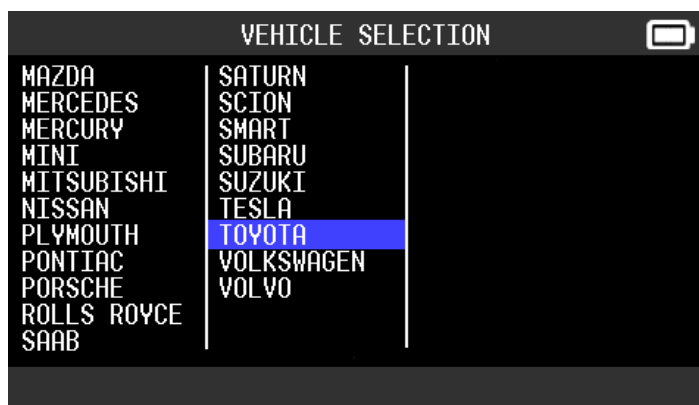 VEHICLE SELECTION
MAZDA
MERCEDES
MERCURY
MINI
MITSUBISHI
NISSAN
PLYMOUTH
PONTIAC
PORSCHE
ROLLS ROYCE
SAAB
SATURN
SCION
SMART
SUBARU
SUZUKI
TESLA
TOYOTA
VOLKSWAGEN
VOLVO